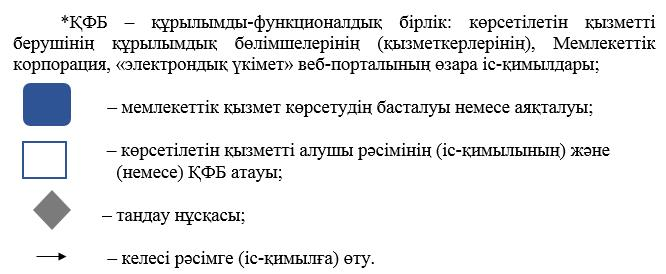 *ҚФБ – құрылымды-функционалдық бірлік: көрсетілетін қызметті
берушінің құрылымдық бөлімшелерінің (қызметкерлерінің), Мемлекеттік
корпорация, «электрондық үкімет» веб-порталының өзара іс-қимылдары;
– мемлекеттік қызмет көрсетудің басталуы немесе аяқталуы;
– көрсетілетін қызметті алушы рәсімінің (іс-қимылының) және
(немесе) ҚФБ атауы;
– таңдау нұсқасы;
– келесі рәсімге (іс-қимылға) өту.